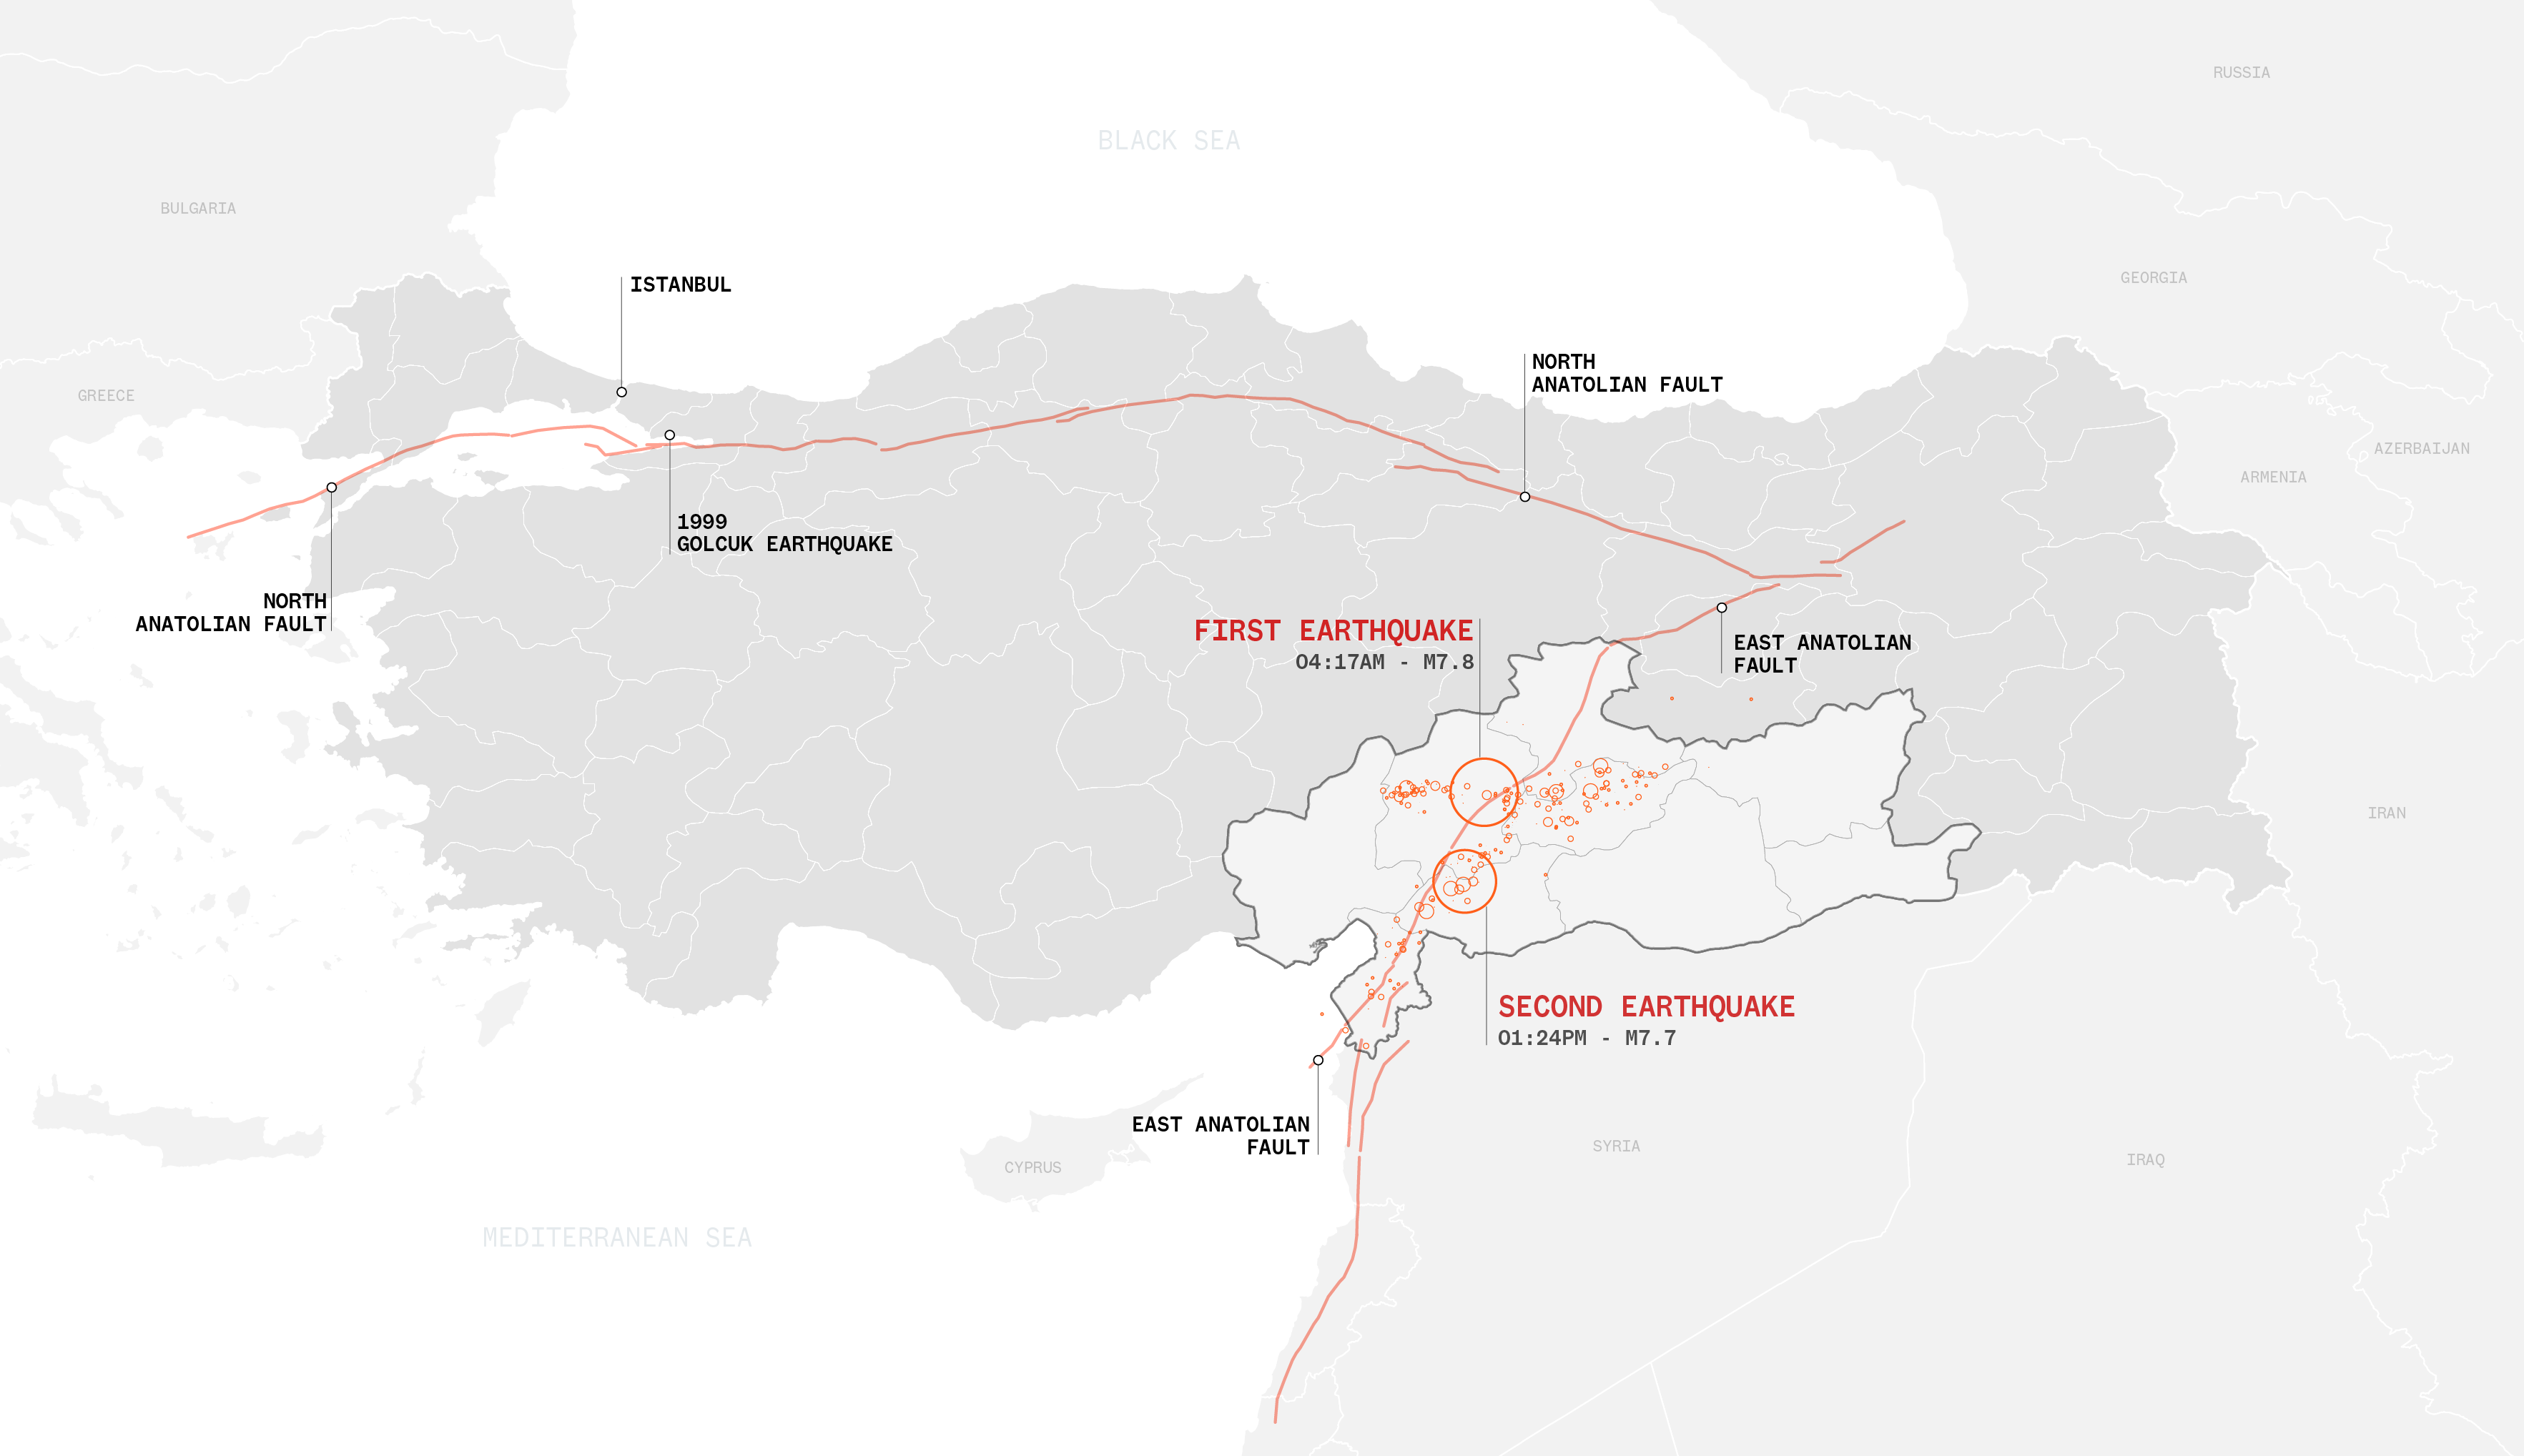 RUSSIA
BLACK SEA
BULGARIA
GEORGIA
ISTANBUL
NORTH
ANATOLIAN FAULT
GREECE
AZERBAIJAN
ARMENIA
1999
GOLCUK EARTHQUAKE
NORTH
ANATOLIAN FAULT
FIRST EARTHQUAKE
04:17AM - M7.8
EAST ANATOLIAN
FAULT
IRAN
SECOND EARTHQUAKE
01:24PM - M7.7
EAST ANATOLIAN
FAULT
SYRIA
IRAQ
CYPRUS
MEDITERRANEAN SEA